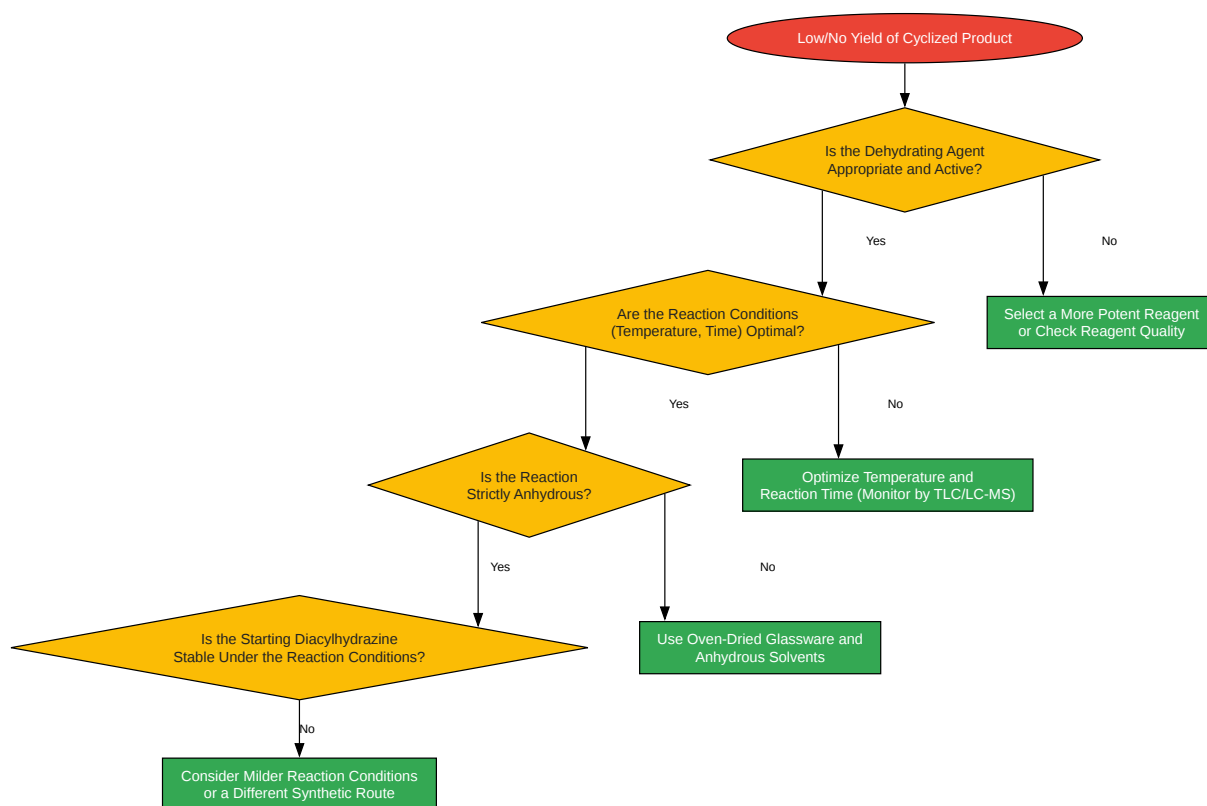 Low/No Yield of Cyclized Product
Is the Dehydrating Agent
Appropriate and Active?
Yes
No
Are the Reaction Conditions
(Temperature, Time) Optimal?
Select a More Potent Reagent
or Check Reagent Quality
Yes
No
Is the Reaction
Strictly Anhydrous?
Optimize Temperature and
Reaction Time (Monitor by TLC/LC-MS)
Yes
No
Is the Starting Diacylhydrazine
Stable Under the Reaction Conditions?
Use Oven-Dried Glassware and
Anhydrous Solvents
No
Consider Milder Reaction Conditions
or a Different Synthetic Route